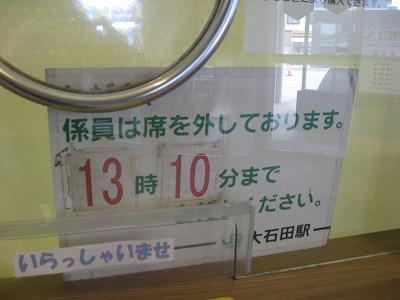 係員は席を外しております。
13時10分まで
ください。
大石田駅
いらっしゃいませ